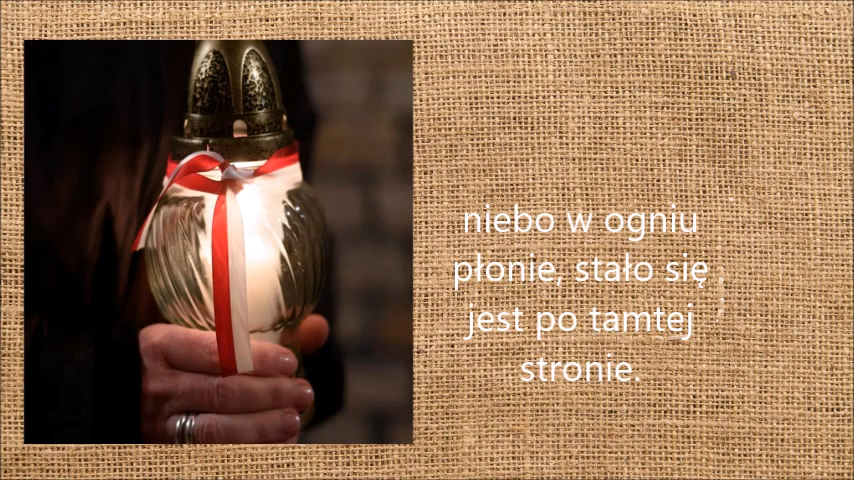 niebo w ogniu
płonie, stało się
jest po tamtej
stronie.